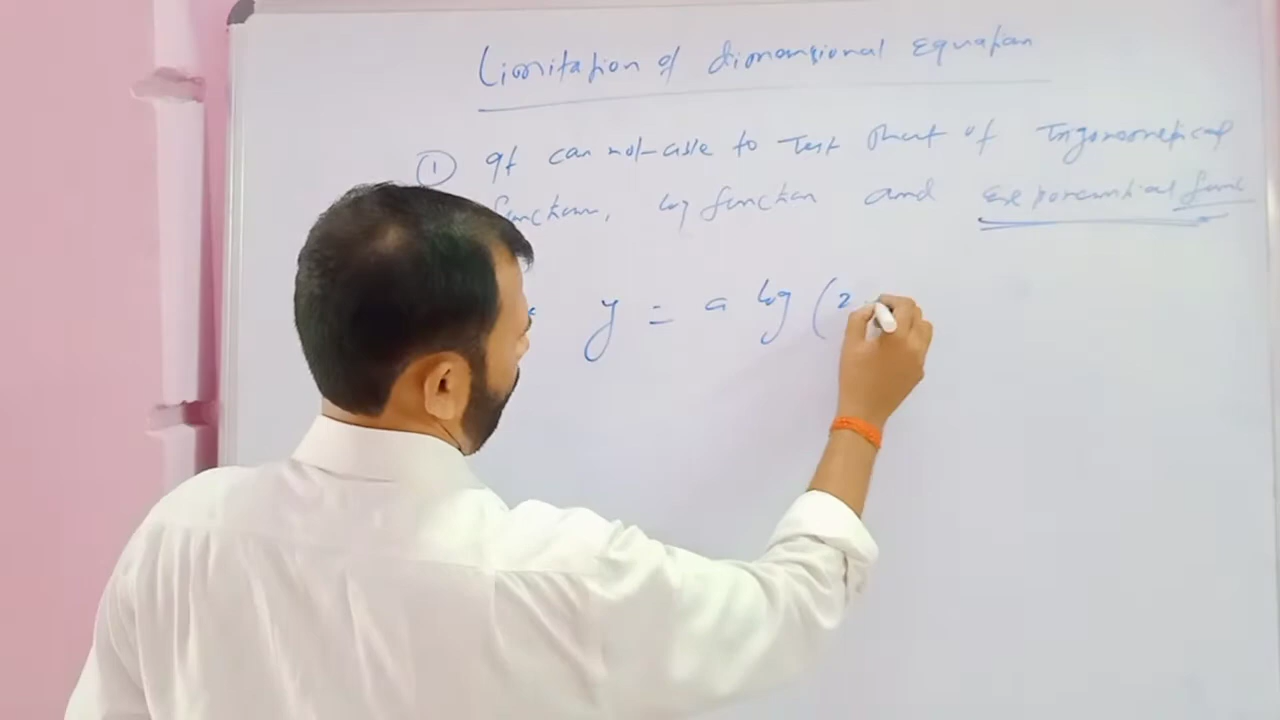 Limitation of dimensional Equation
① It can not able to Test of Trigonometrical
function, log function and Exponential func
y = a log (2